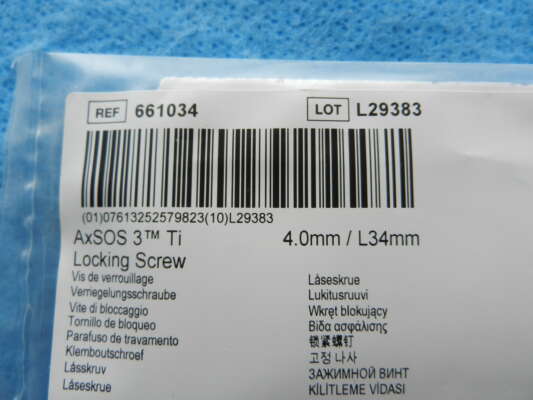 REF 661034 LOT L29383
(01)07613252579823(10)L29383
AxSOS 3™ Ti 4.0mm / L34mm
Locking Screw
Vis de verrouillage
Verriegelungsschraube
Vite di bloccaggio
Tornillo de bloqueo
Parafuso de travamento
Klemboutschroef
Låsskruv
Låseskrue
Låseskrue
Lukitusruuvi
Wkręt blokujący
Βίδα ασφάλισης
锁紧螺钉
고정 나사
ЗАЖИМНОЙ ВИНТ
KİLİTLEME VİDASI